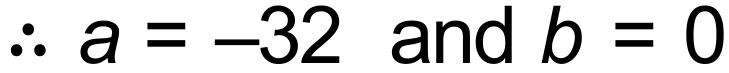 ∴ a = –32 and b = 0